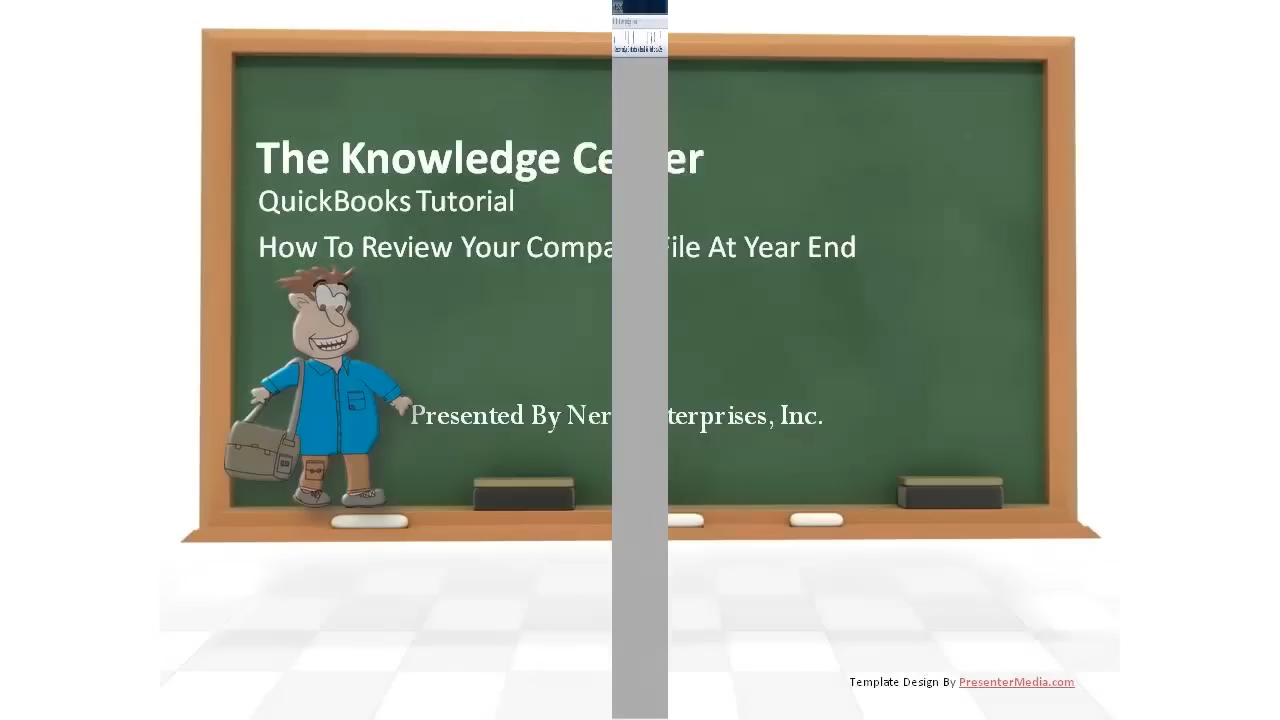 The Knowledge Ce er
QuickBooks Tutorial
How To Review Your Compa File At Year End
Presented By Ner terprises, Inc.
Template Design By PresenterMedia.com